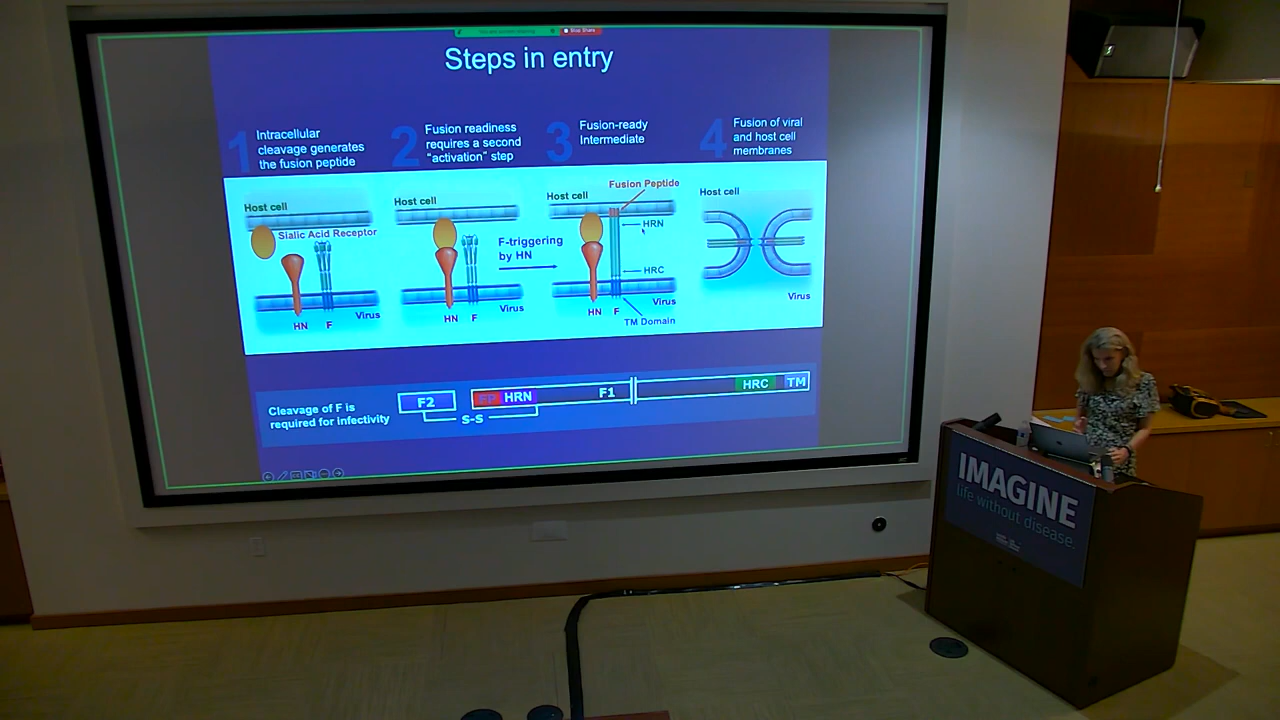 Stop Share
Steps in entry
1
Intracellular
cleavage generates
the fusion peptide
2
Fusion readiness
requires a second
"activation" step
3
Fusion-ready
Intermediate
4
Fusion of viral
and host cell
membranes
Host cell
Sialic Acid Receptor
HN
F
Virus
Host cell
HN
F
Virus
F-triggering
by HN
Host cell
Fusion Peptide
HRN
HRC
Virus
HN
F
TM Domain
Host cell
Virus
Cleavage of F is
required for infectivity
F2
S-S
FP
HRN
F1
HRC
TM
IMAGINE
life without disease.